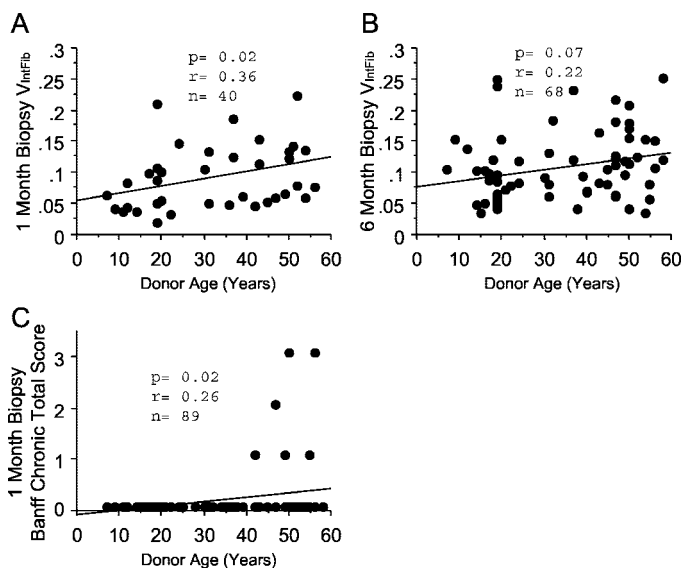 A
1 Month Biopsy VIntFib
.3
.25
.2
.15
.1
.05
0
p= 0.02
r= 0.36
n= 40
0 10 20 30 40 50 60
Donor Age (Years)
B
6 Month Biopsy VIntFib
.3
.25
.2
.15
.1
.05
0
p= 0.07
r= 0.22
n= 68
0 10 20 30 40 50 60
Donor Age (Years)
C
1 Month Biopsy
Banff Chronic Total Score
3
2
1
0
p= 0.02
r= 0.26
n= 89
0 10 20 30 40 50 60
Donor Age (Years)